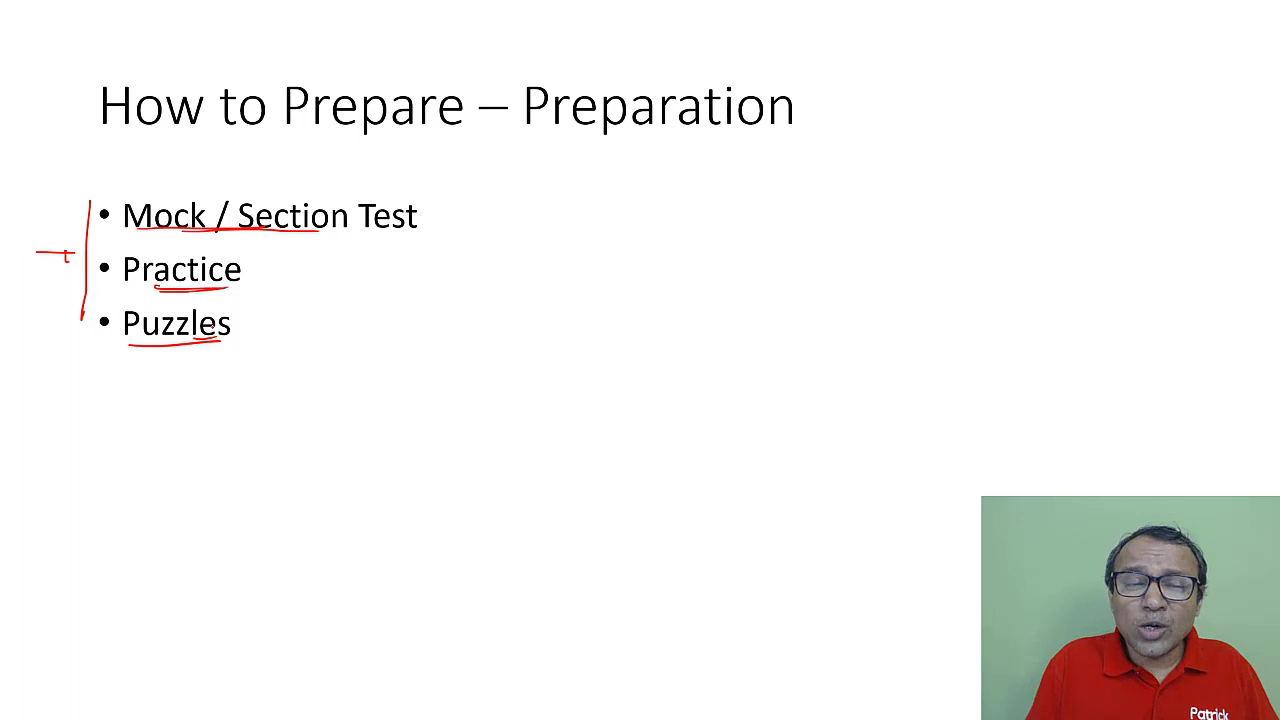 How to Prepare – Preparation
• Mock / Section Test
• Practice
• Puzzles
Patrick